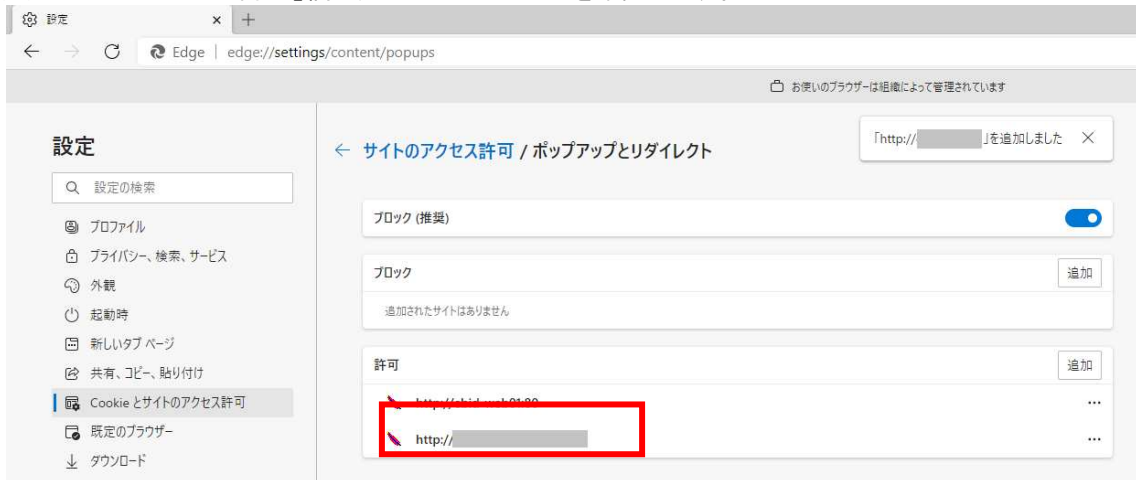 設定
Edge | edge://settings/content/popups
お使いのブラウザーは組織によって管理されています
設定
設定の検索
プロファイル
プライバシー、検索、サービス
外観
起動時
新しいタブ ページ
共有、コピー、貼り付け
Cookie とサイトのアクセス許可
既定のブラウザー
ダウンロード
サイトのアクセス許可 / ポップアップとリダイレクト
「http:// 」を追加しました
ブロック (推奨)
ブロック
追加
追加されたサイトはありません
許可
追加
http://